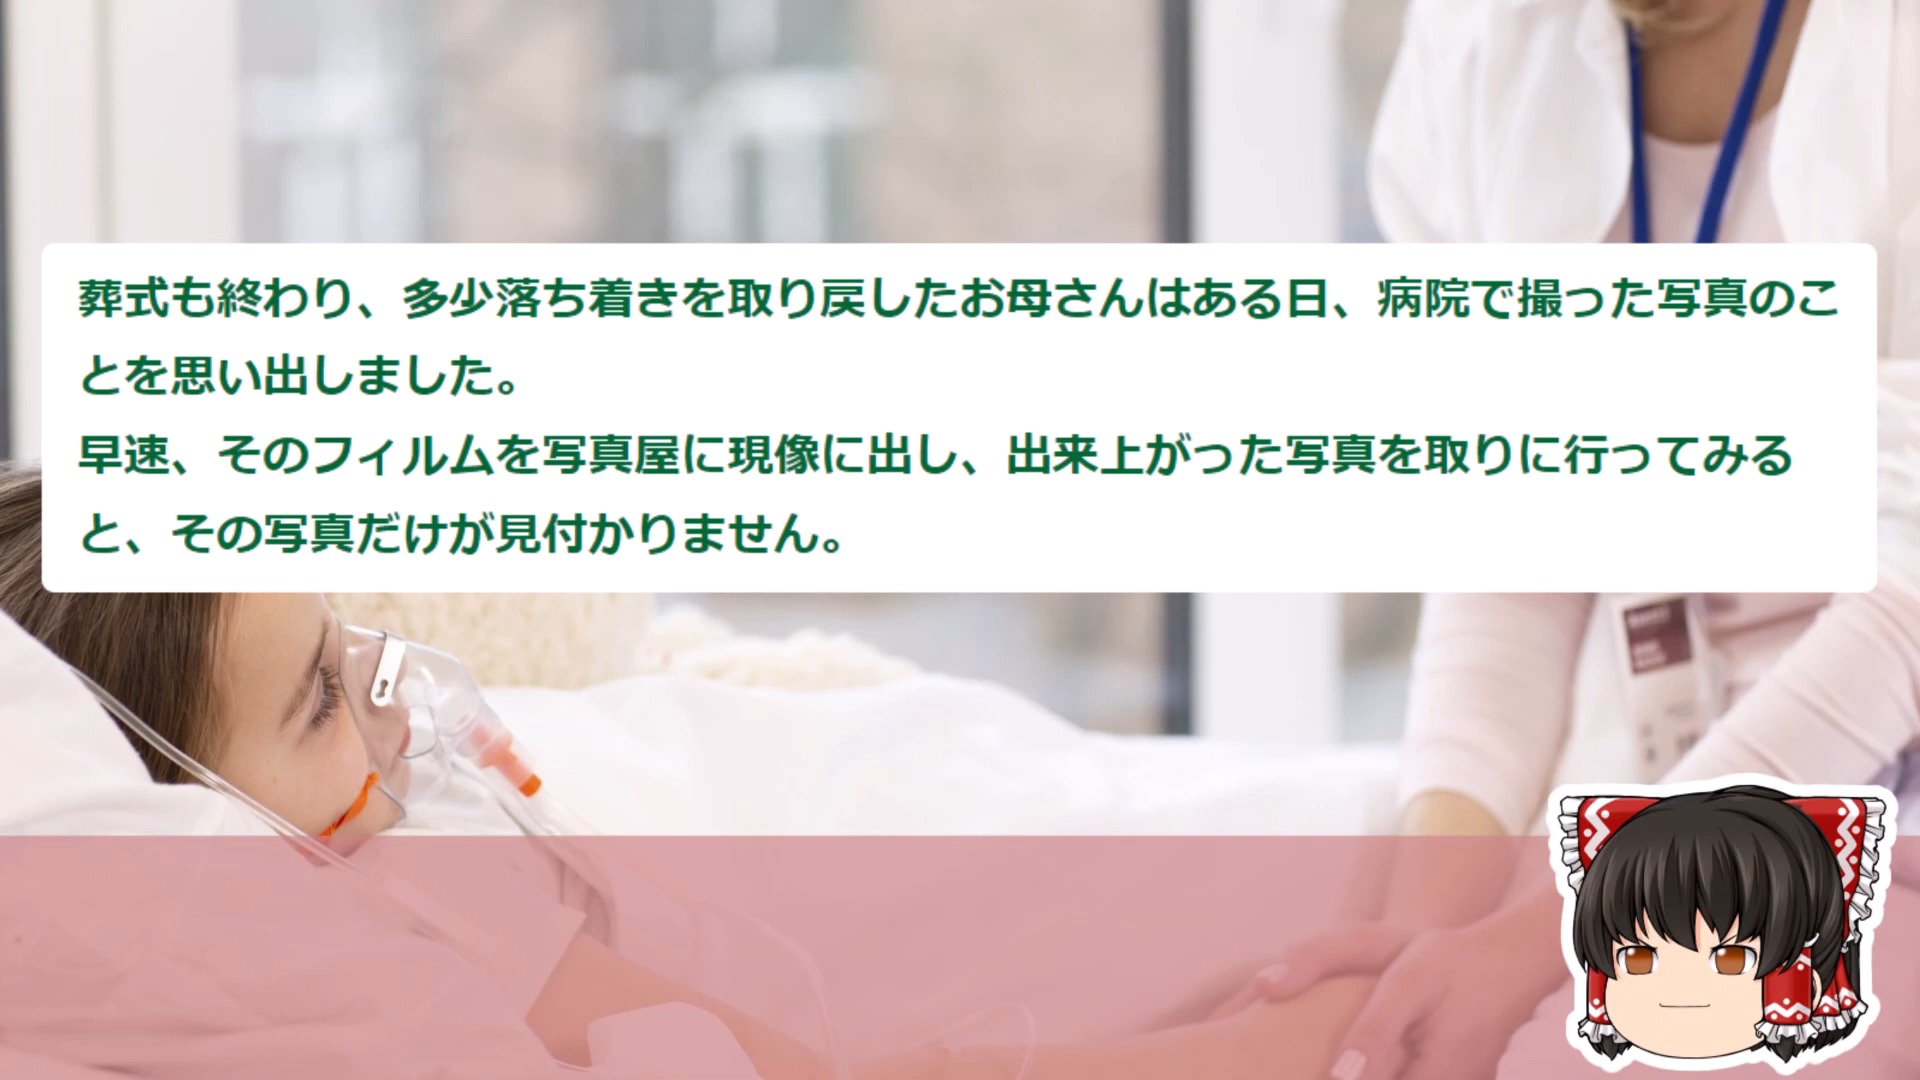 葬式も終わり、多少落ち着きを取り戻したお母さんはある日、病院で撮った写真のこ
とを思い出しました。
早速、そのフィルムを写真屋に現像に出し、出来上がった写真を取りに行ってみる
と、その写真だけが見付かりません。